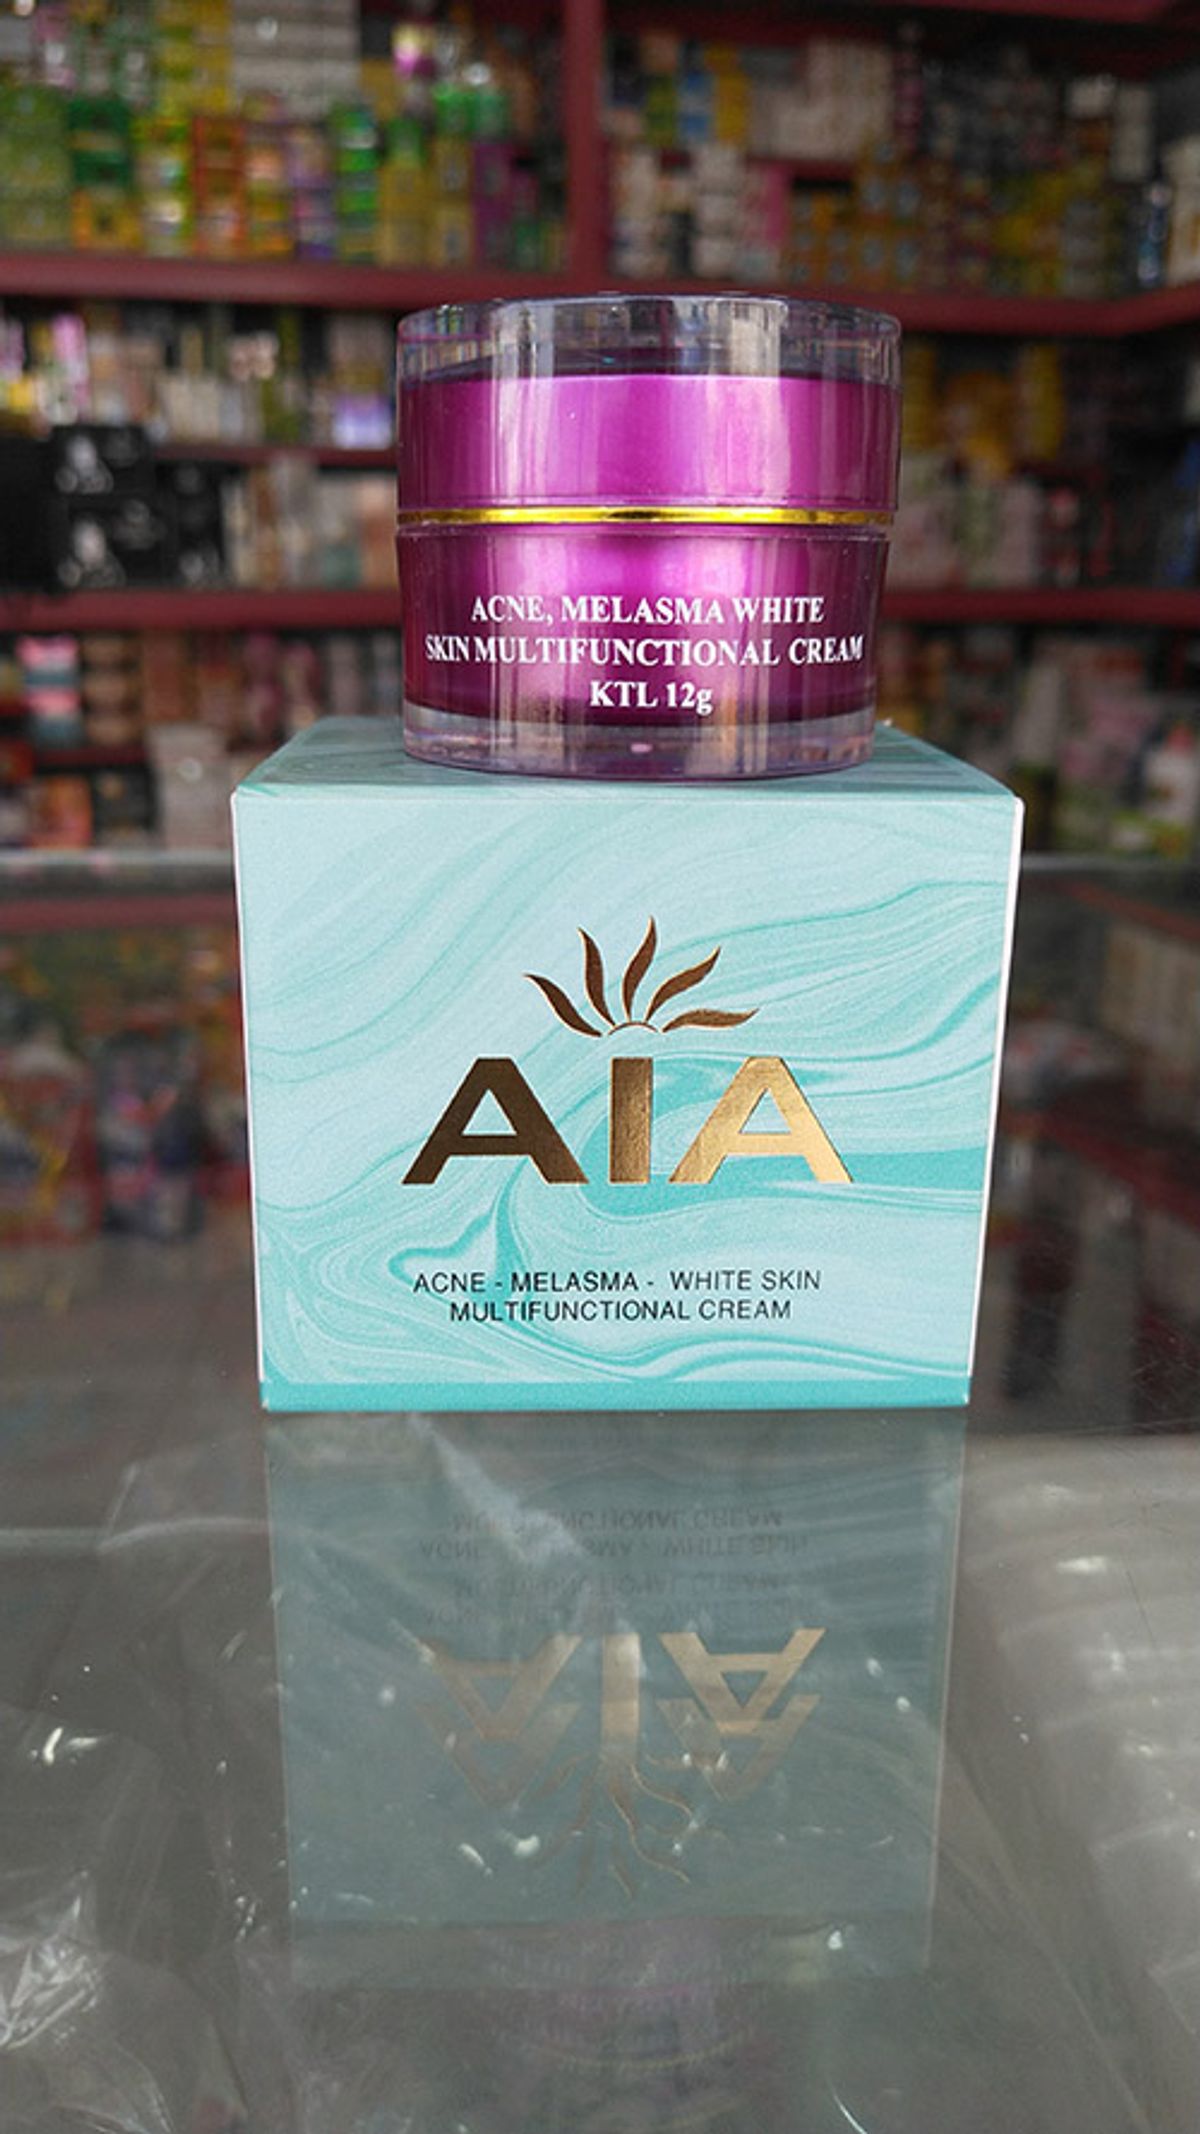 ACNE, MELASMA WHITE
SKIN MULTIFUNCTIONAL CREAM
KTL 12g
AIA
ACNE - MELASMA - WHITE SKIN
MULTIFUNCTIONAL CREAM